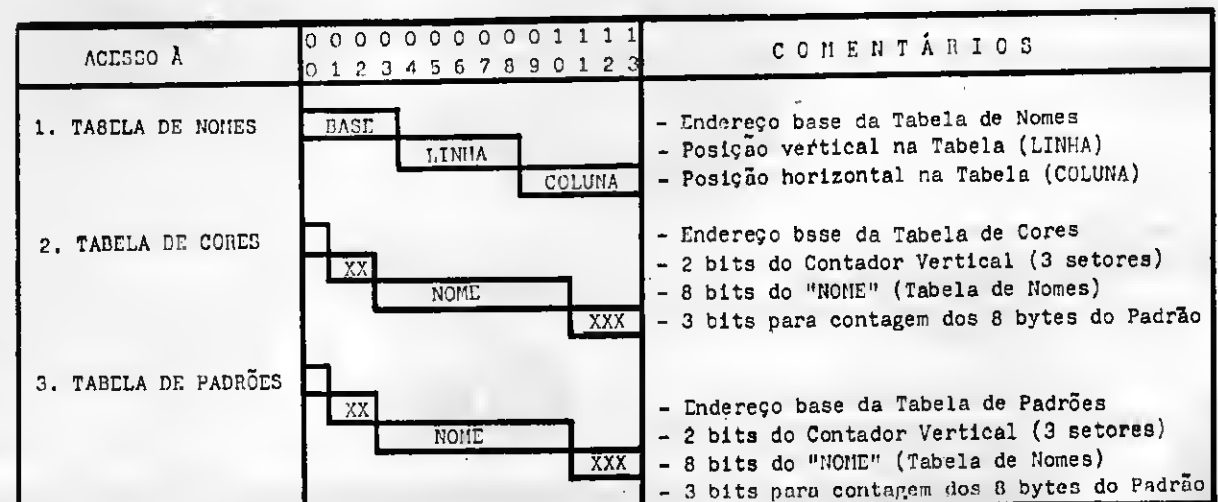 ACESSO À
0 0 0 0 0 0 0 0 0 0 1 1 1 1
0 1 2 3 4 5 6 7 8 9 0 1 2 3
COMENTÁRIOS
1. TABELA DE NOMES
BASE
LINHA
COLUNA
- Endereço base da Tabela de Nomes
- Posição vertical na Tabela (LINHA)
- Posição horizontal na Tabela (COLUNA)
2. TABELA DE CORES
XX
NOME
XXX
- Endereço bsse da Tabela de Cores
- 2 bits do Contador Vertical (3 setores)
- 8 bits do "NOME" (Tabela de Nomes)
- 3 bits para contagem dos 8 bytes do Padrão
3. TABELA DE PADRÕES
XX
NOME
XXX
- Endereço base da Tabela de Padrões
- 2 bits do Contador Vertical (3 setores)
- 8 bits do "NOME" (Tabela de Nomes)
- 3 bits para contagem dos 8 bytes do Padrão